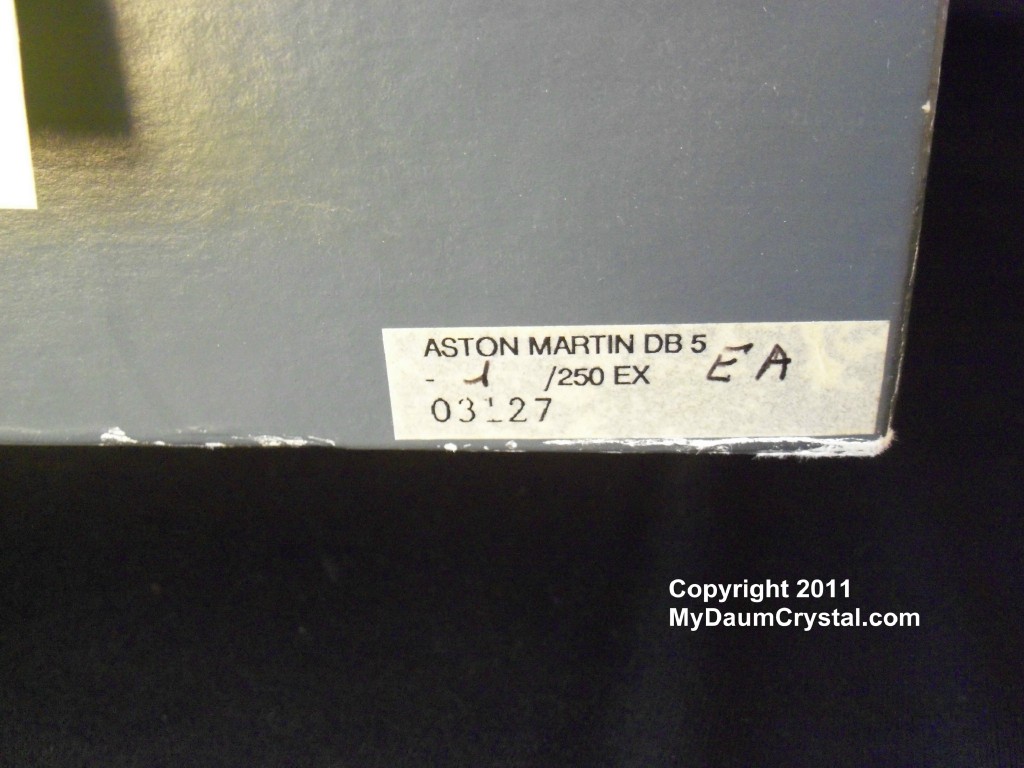 ASTON MARTIN DB 5
- 1 /250 EX EA
03127
Copyright 2011
MyDaumCrystal.com